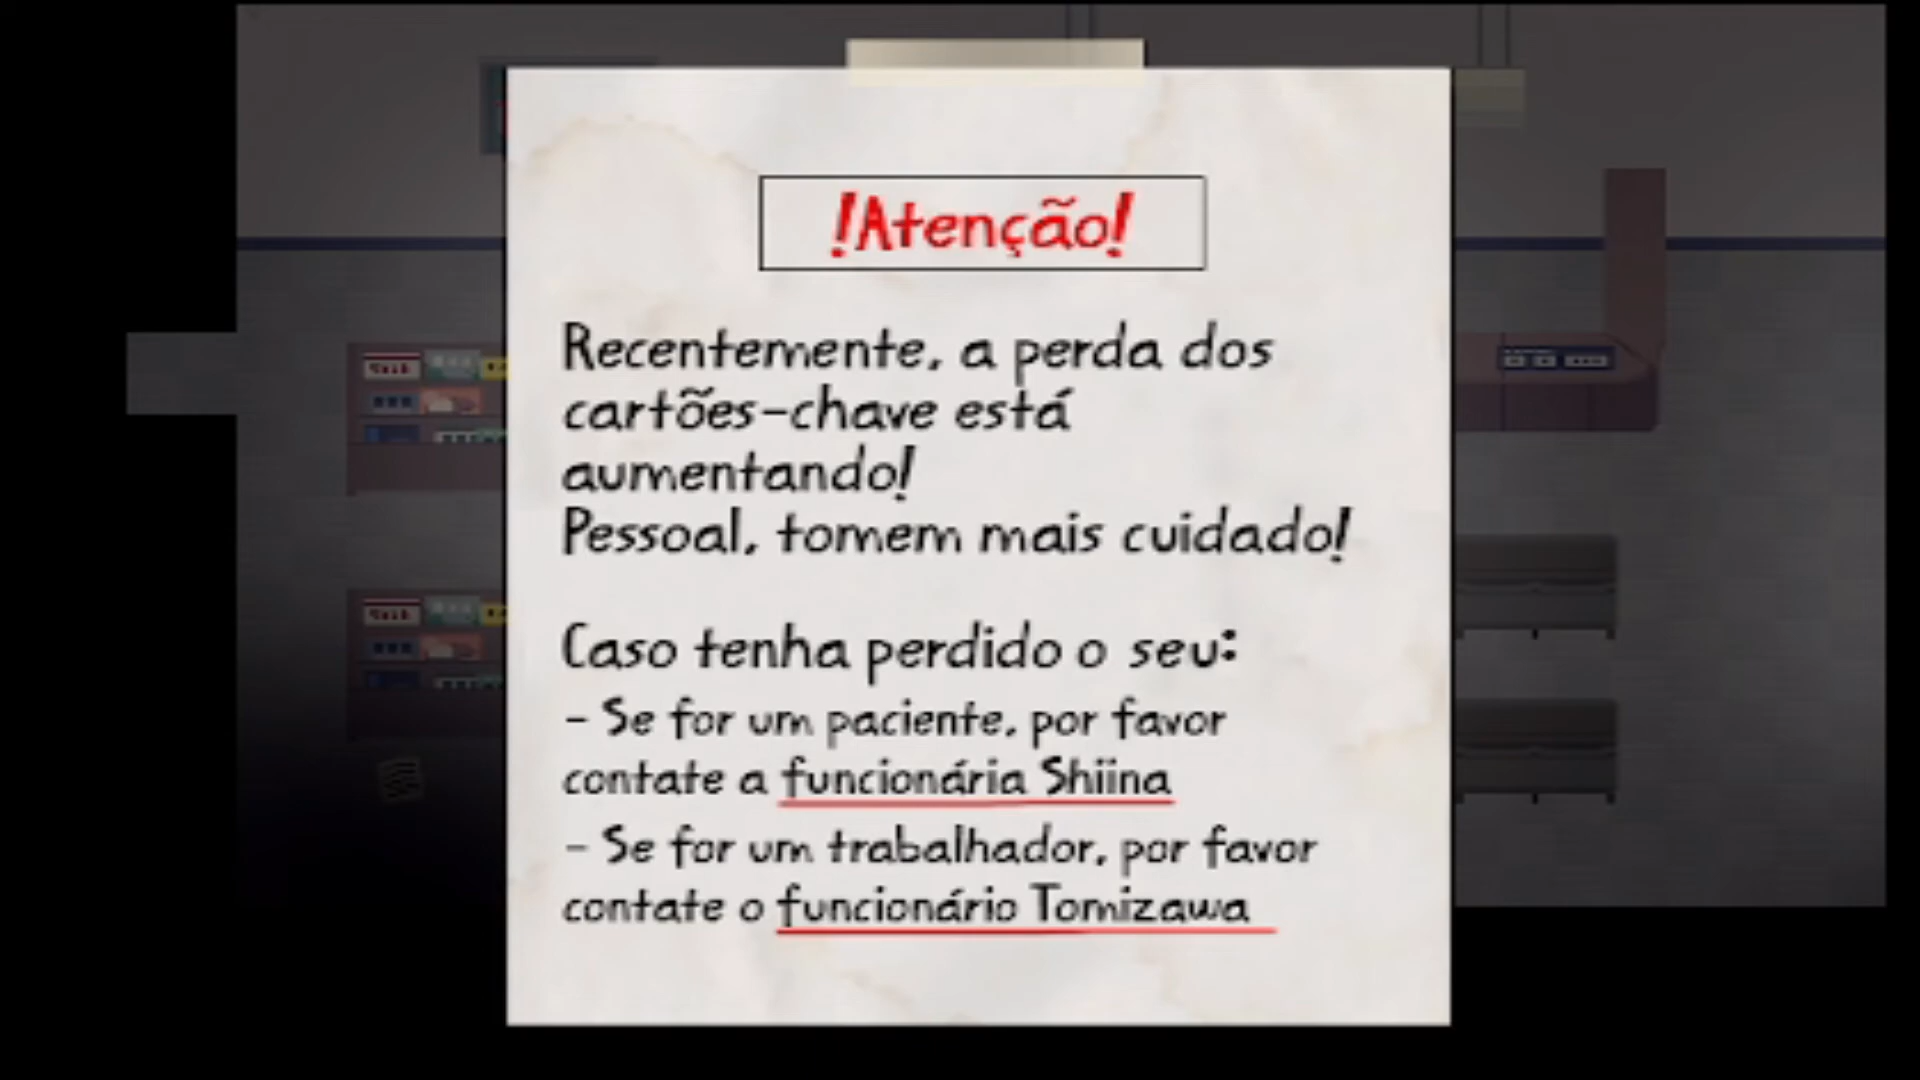 !Atenção!
Recentemente, a perda dos
cartões-chave está
aumentando!
Pessoal, tomem mais cuidado!
Caso tenha perdido o seu:
- Se for um paciente, por favor
contate a funcionária Shiina
- Se for um trabalhador, por favor
contate o funcionário Tomizawa